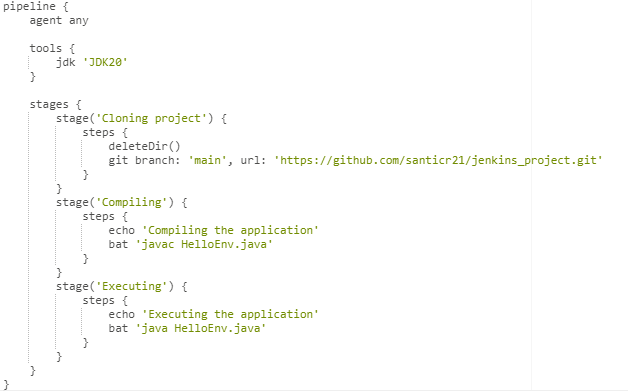 pipeline {
    agent any

    tools {
        jdk 'JDK20'
    }

    stages {
        stage('Cloning project') {
            steps {
                deleteDir()
                git branch: 'main', url: 'https://github.com/santicr21/jenkins_project.git'
            }
        }
        stage('Compiling') {
            steps {
                echo 'Compiling the application'
                bat 'javac HelloEnv.java'
            }
        }
        stage('Executing') {
            steps {
                echo 'Executing the application'
                bat 'java HelloEnv.java'
            }
        }
    }
}